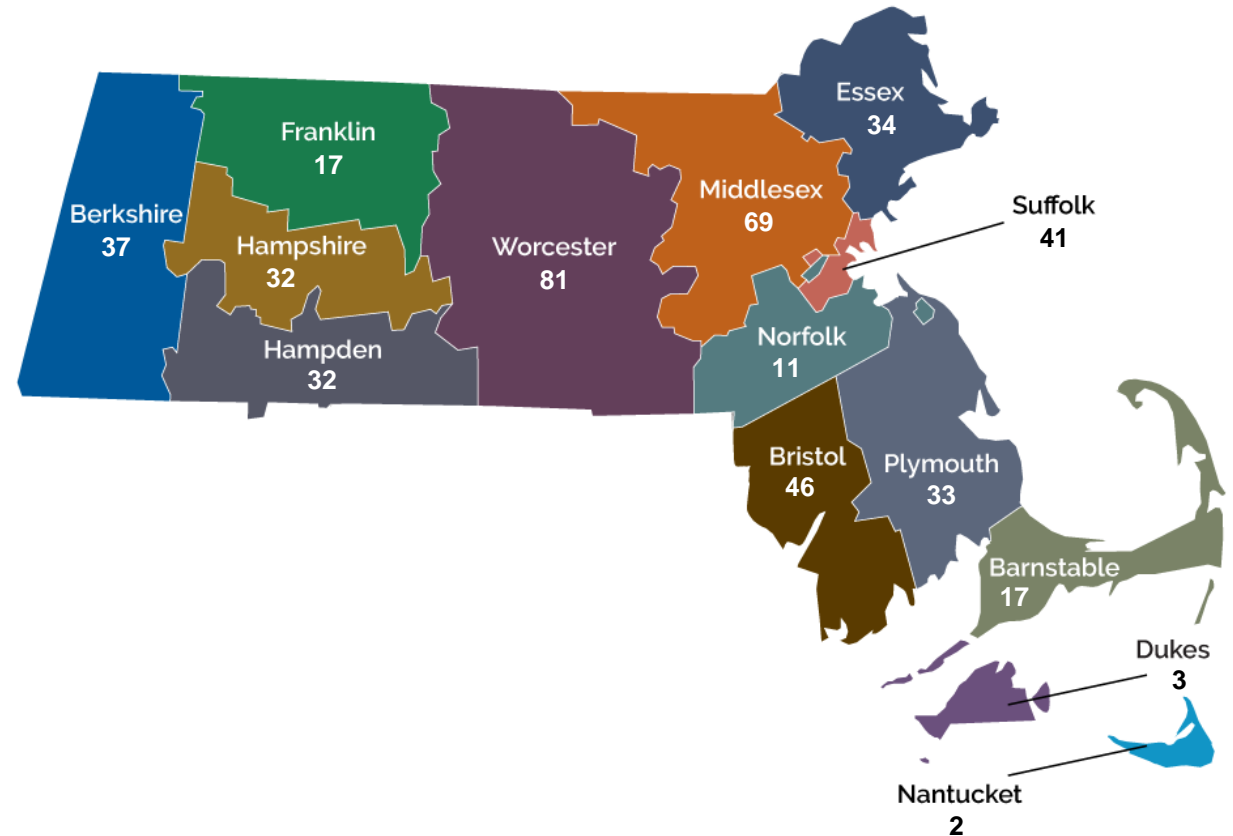 Essex
34
Franklin
17
Middlesex
69
Suffolk
41
Berkshire
37
Hampshire
32
Worcester
81
Norfolk
11
Hampden
32
Bristol
46
Plymouth
33
Barnstable
17
Dukes
3
Nantucket
2